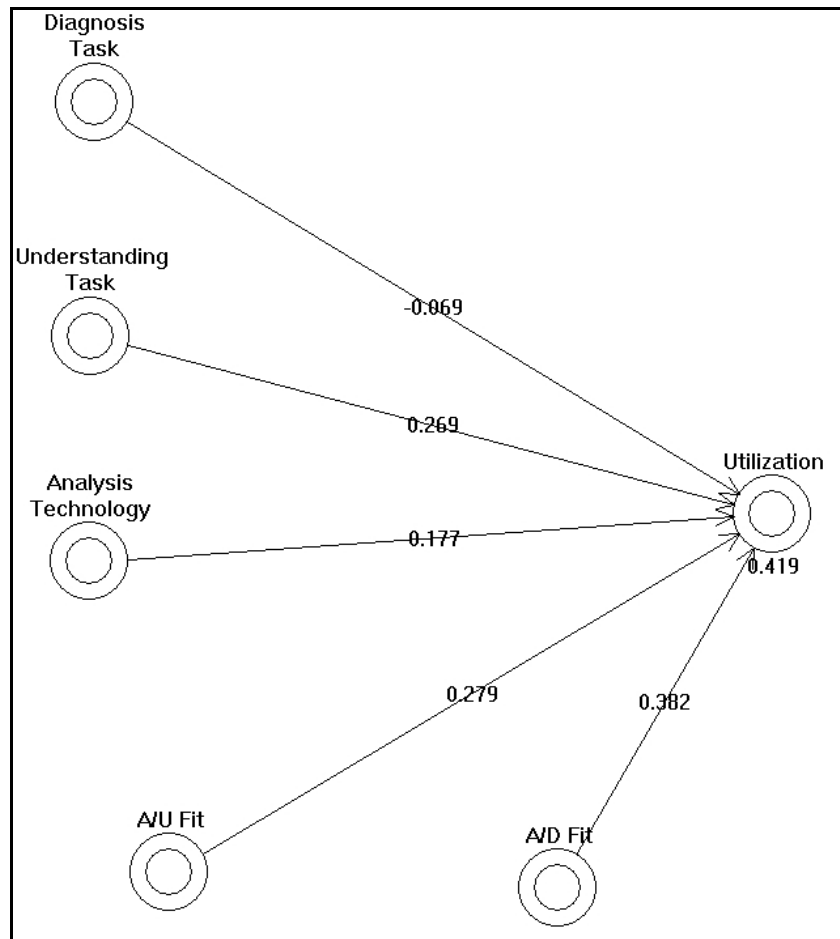 Diagnosis
Task
Understanding
Task
-0.069
0.269
Utilization
Analysis
Technology
0.177
0.419
0.279
0.382
A/U Fit
A/D Fit